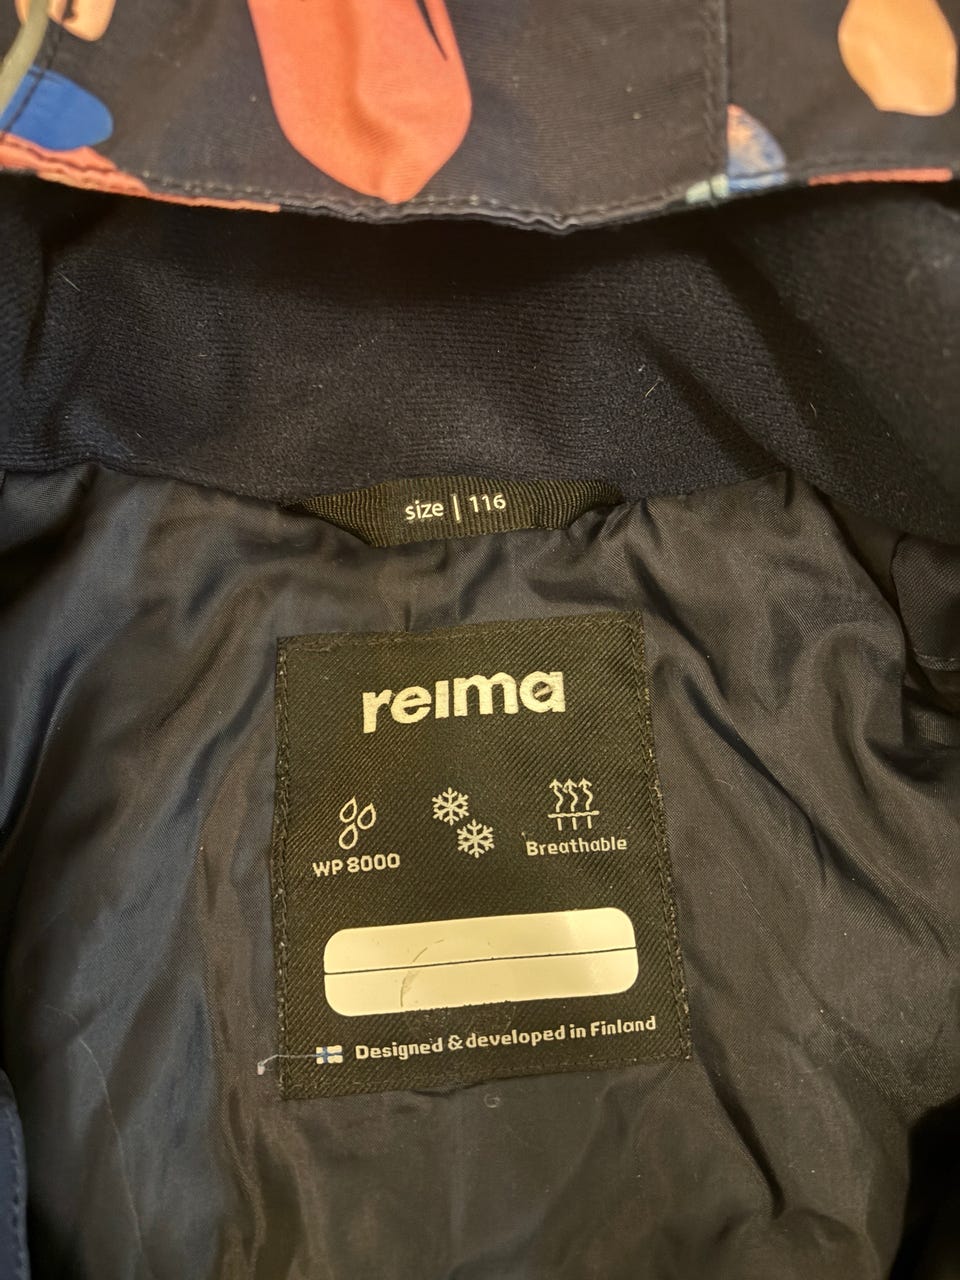 size | 116
reima
WP 8000
Breathable
Designed & developed in Finland